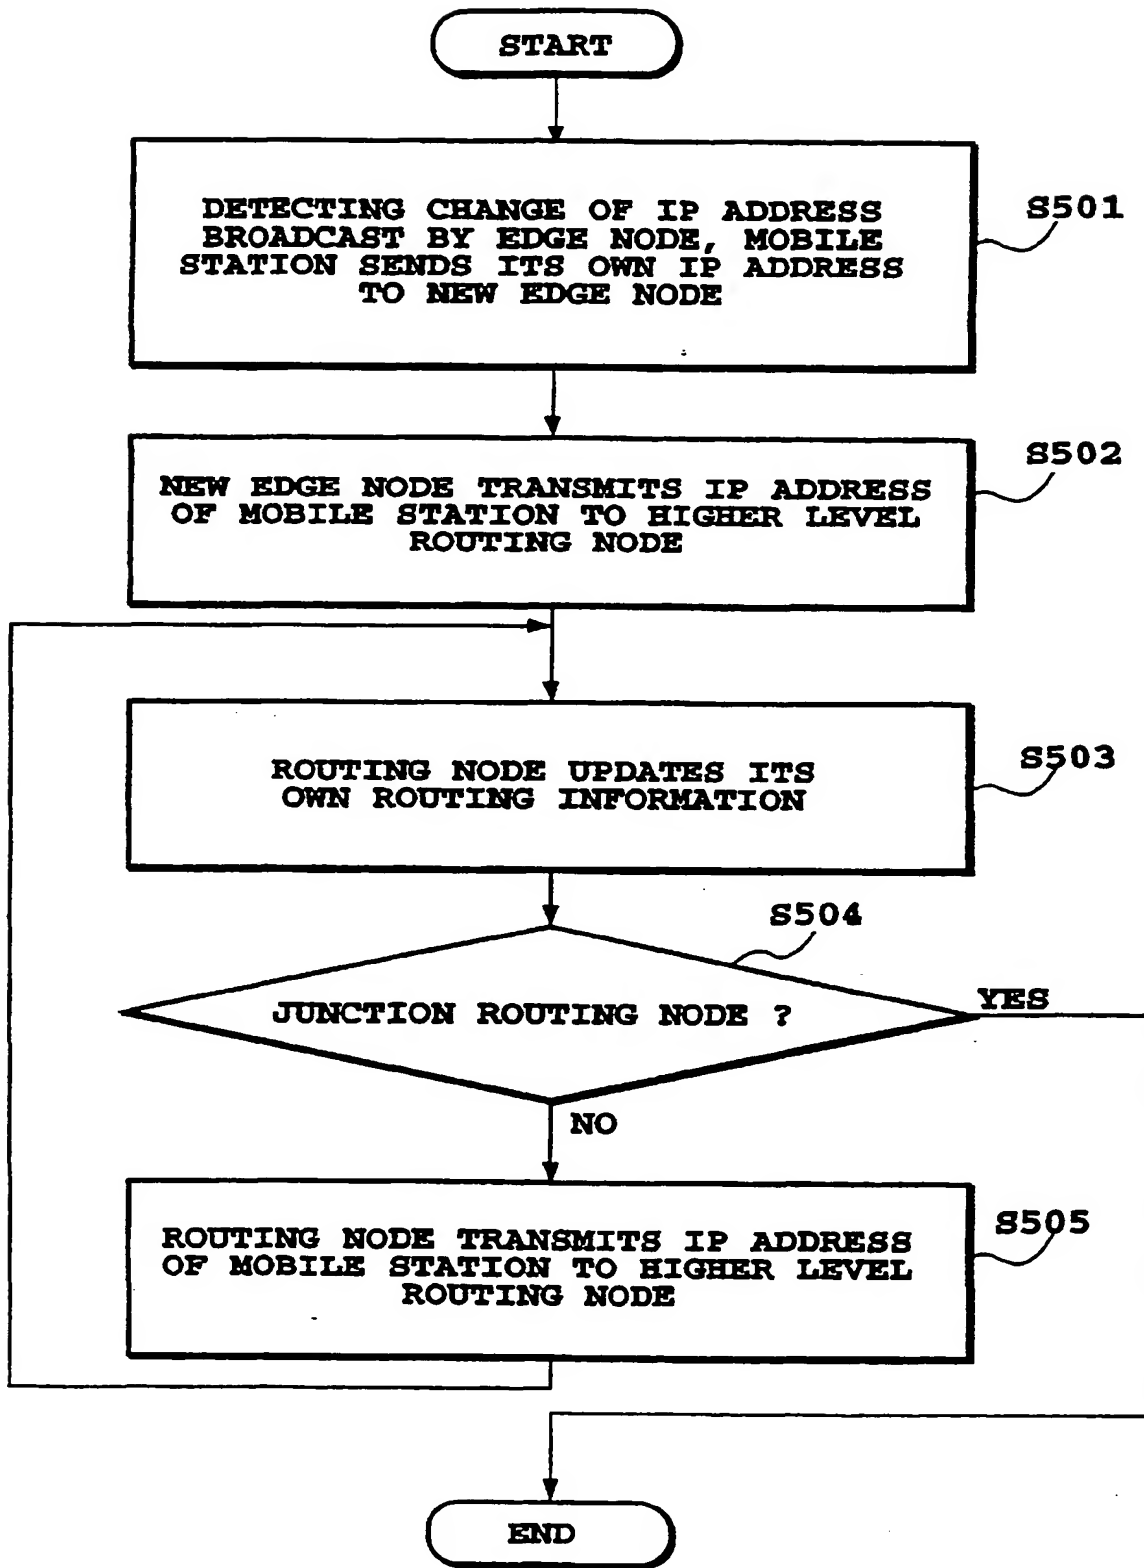 START
DETECTING CHANGE OF IP ADDRESS
BROADCAST BY EDGE NODE, MOBILE
STATION SENDS ITS OWN IP ADDRESS
TO NEW EDGE NODE
S501
NEW EDGE NODE TRANSMITS IP ADDRESS
OF MOBILE STATION TO HIGHER LEVEL
ROUTING NODE
S502
ROUTING NODE UPDATES ITS
OWN ROUTING INFORMATION
S503
S504
JUNCTION ROUTING NODE ?
YES
NO
ROUTING NODE TRANSMITS IP ADDRESS
OF MOBILE STATION TO HIGHER LEVEL
ROUTING NODE
S505
END